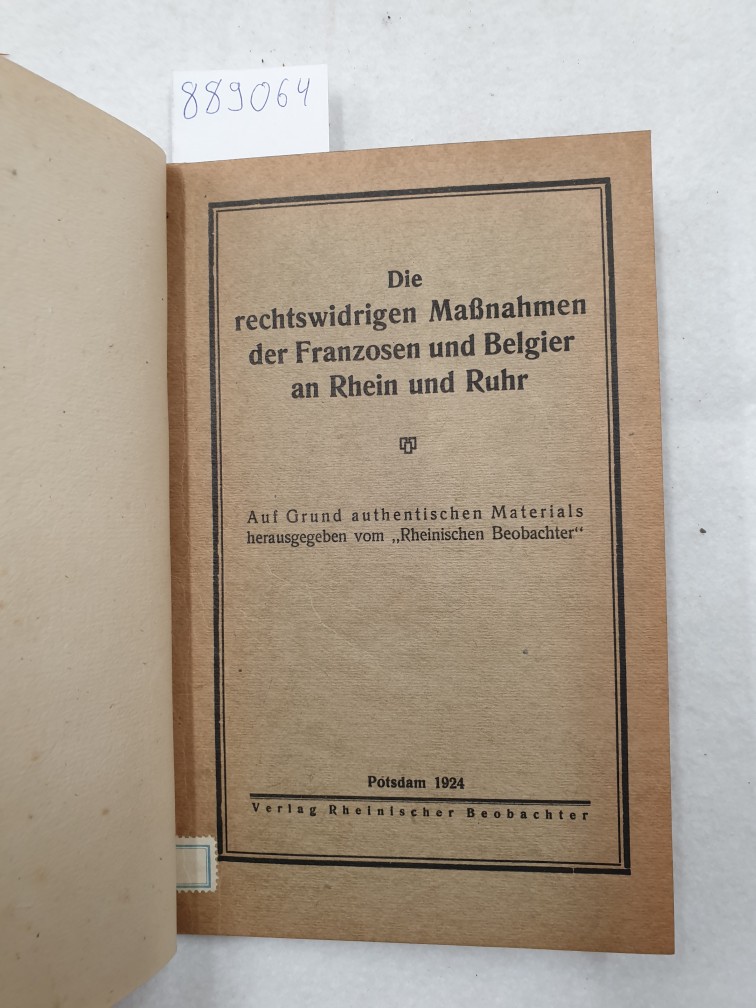 889064
Die
rechtswidrigen Maßnahmen
der Franzosen und Belgier
an Rhein und Ruhr
Auf Grund authentischen Materials
herausgegeben vom „Rheinischen Beobachter“
Potsdam 1924
Verlag Rheinischer Beobachter